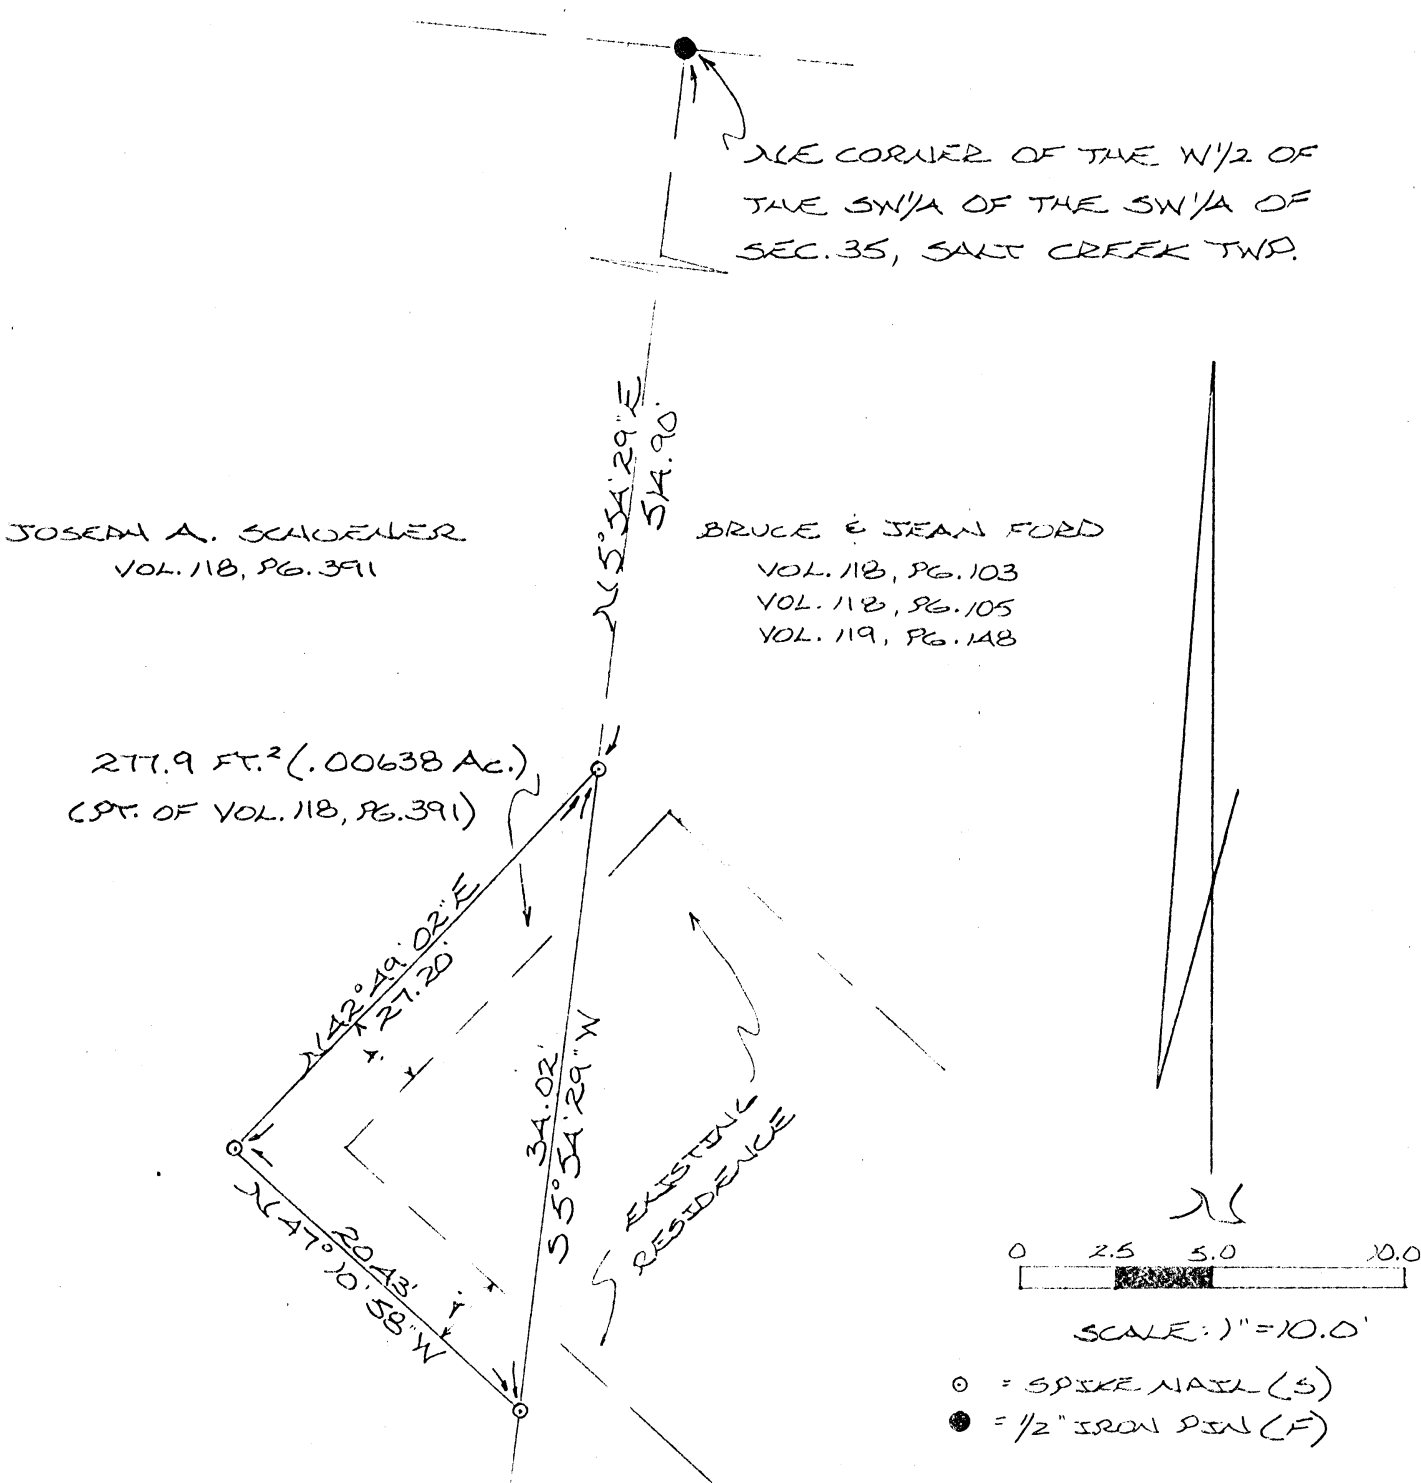 NE CORNER OF THE W1/2 OF
THE SW1/4 OF THE SW1/4 OF
SEC. 35, SALT CREEK TWP.
N 5° 54' 29" E
514.90'
JOSEPH A. SCHOENER
VOL. 118, PG. 391
BRUCE & JEAN FORD
VOL. 118, PG. 103
VOL. 118, PG. 105
VOL. 119, PG. 148
277.9 FT.² (.00638 Ac.)
(PT. OF VOL. 118, PG. 391)
N 42° 49' 02" E
27.20'
34.02'
S 5° 54' 29" W
EXISTING
RESIDENCE
20.43'
N 47° 10' 58" W
N
0 2.5 5.0 10.0
SCALE: 1" = 10.0'
= SPIKE NAIL (S)
= 1/2" IRON PIN (F)